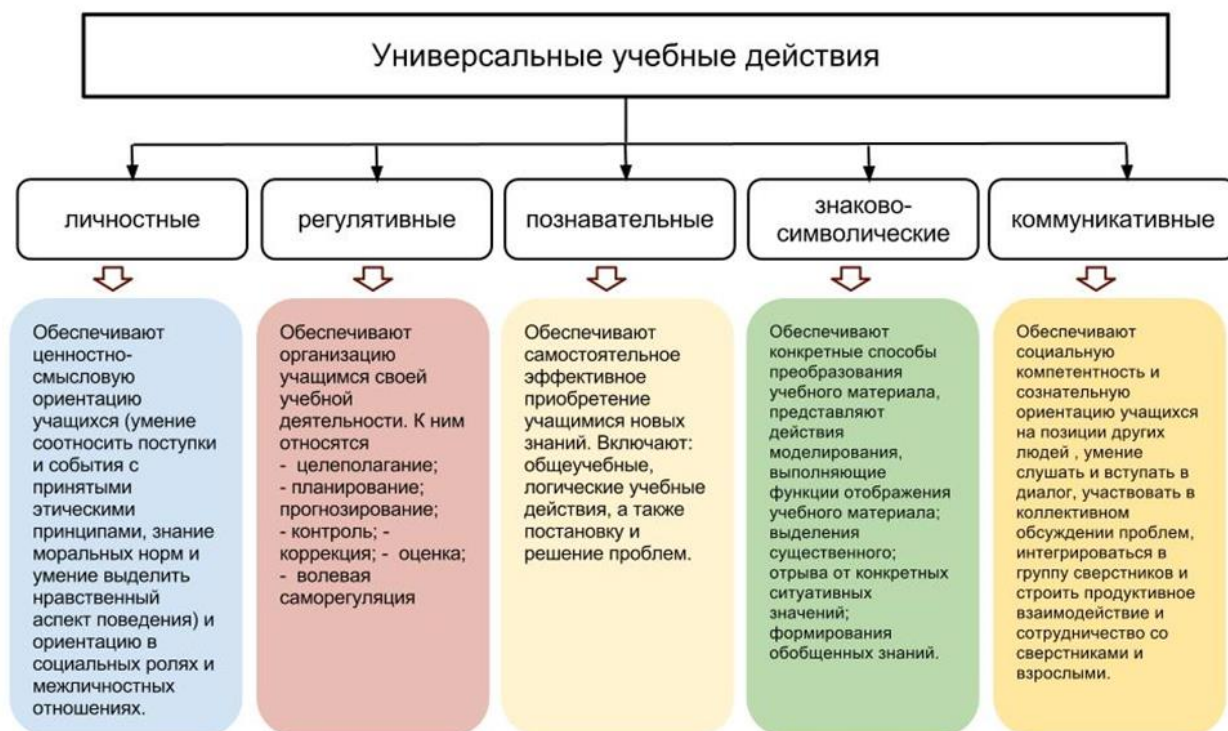 Универсальные учебные действия
личностные
регулятивные
познавательные
знаково-
символические
коммуникативные
Обеспечивают
ценностно-
смысловую
ориентацию
учащихся (умение
соотносить поступки
и события с
принятыми
этическими
принципами, знание
моральных норм и
умение выделить
нравственный
аспект поведения) и
ориентацию в
социальных ролях и
межличностных
отношениях.
Обеспечивают
организацию
учащимся своей
учебной
деятельности. К ним
относятся
- целеполагание;
- планирование;
прогнозирование;
- контроль; -
коррекция; - оценка;
- волевая
саморегуляция
Обеспечивают
самостоятельное
эффективное
приобретение
учащимися новых
знаний. Включают:
общеучебные,
логические учебные
действия, а также
постановку и
решение проблем.
Обеспечивают
конкретные способы
преобразования
учебного материала,
представляют
действия
моделирования,
выполняющие
функции отображения
учебного материала;
выделения
существенного;
отрыва от конкретных
ситуативных
значений;
формирования
обобщенных знаний.
Обеспечивают
социальную
компетентность и
сознательную
ориентацию учащихся
на позиции других
людей , умение
слушать и вступать в
диалог, участвовать в
коллективном
обсуждении проблем,
интегрироваться в
группу сверстников и
строить продуктивное
взаимодействие и
сотрудничество со
сверстниками и
взрослыми.